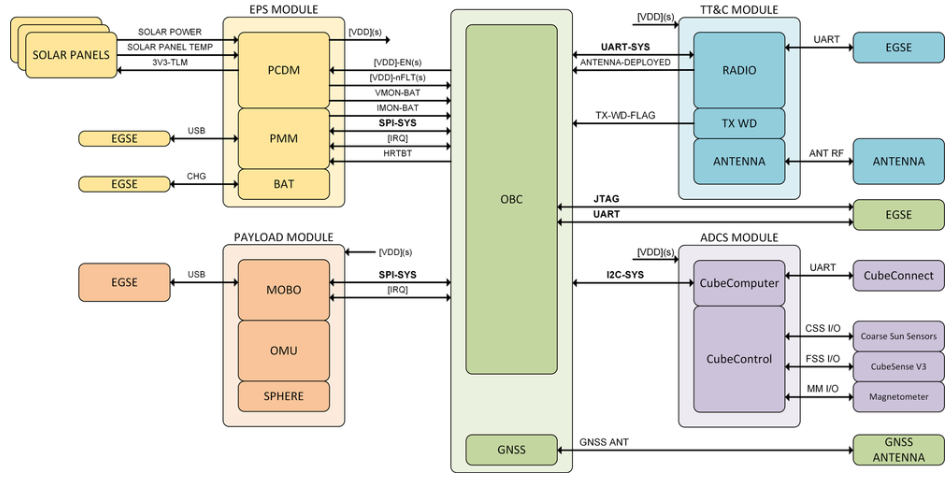 EPS MODULE
SOLAR PANELS
SOLAR POWER
SOLAR PANEL TEMP
3V3-TLM
PCDM
[VDD](s)
[VDD]-EN(s)
[VDD]-nFLT(s)
VMON-BAT
IMON-BAT
SPI-SYS
[IRQ]
HRTBT
EGSE
USB
PMM
EGSE
CHG
BAT
PAYLOAD MODULE
[VDD](s)
EGSE
USB
MOBO
SPI-SYS
[IRQ]
OMU
SPHERE
OBC
GNSS
TT&C MODULE
[VDD](s)
UART-SYS
ANTENNA-DEPLOYED
RADIO
UART
EGSE
TX-WD-FLAG
TX WD
ANTENNA
ANT RF
ANTENNA
JTAG
UART
EGSE
ADCS MODULE
[VDD](s)
I2C-SYS
CubeComputer
UART
CubeConnect
CubeControl
CSS I/O
Coarse Sun Sensors
FSS I/O
CubeSense V3
MM I/O
Magnetometer
GNSS ANT
GNSS
ANTENNA